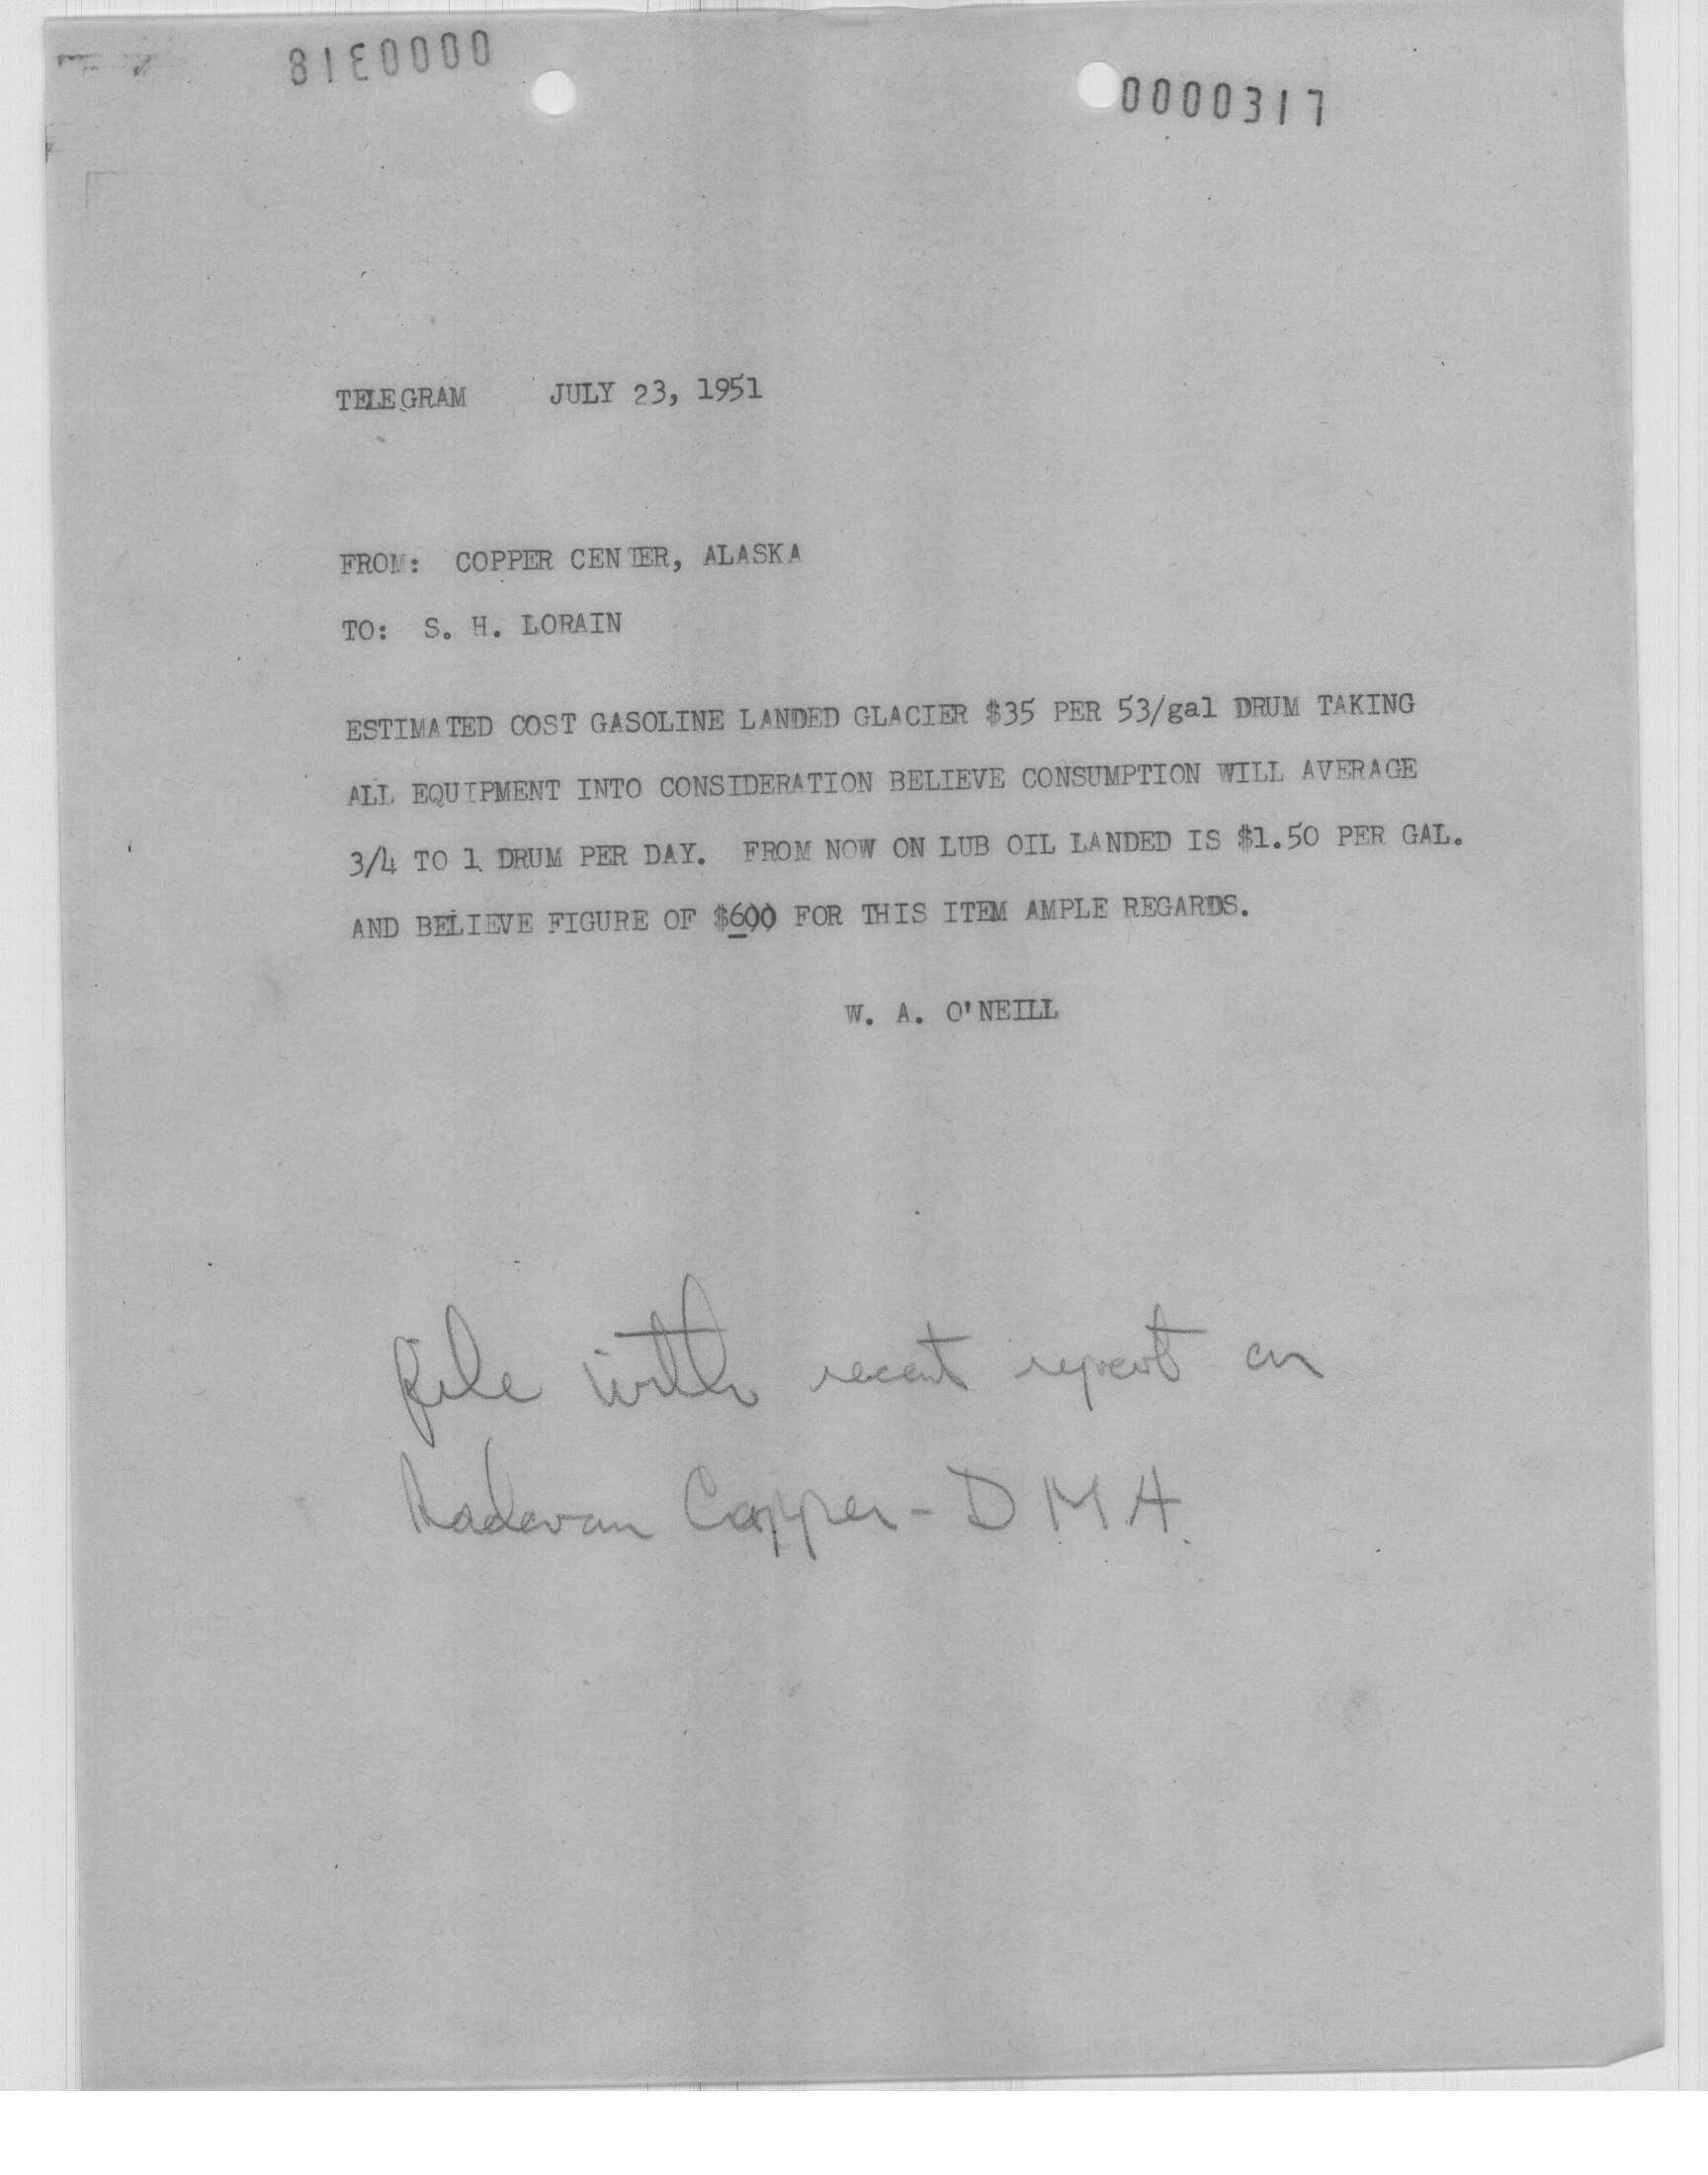 8180000
0000317
TELEGRAM JULY 23, 1951
FROM: COPPER CENTER, ALASKA
TO: S. H. LORAIN
ESTIMATED COST GASOLINE LANDED GLACIER $35 PER 53/gal DRUM TAKING
ALL EQUIPMENT INTO CONSIDERATION BELIEVE CONSUMPTION WILL AVERAGE
3/4 TO 1 DRUM PER DAY. FROM NOW ON LUB OIL LANDED IS $1.50 PER GAL.
AND BELIEVE FIGURE OF $600 FOR THIS ITEM AMPLE REGARDS.
W. A. O'NEILL
file with recent report on
Copper - DMA.